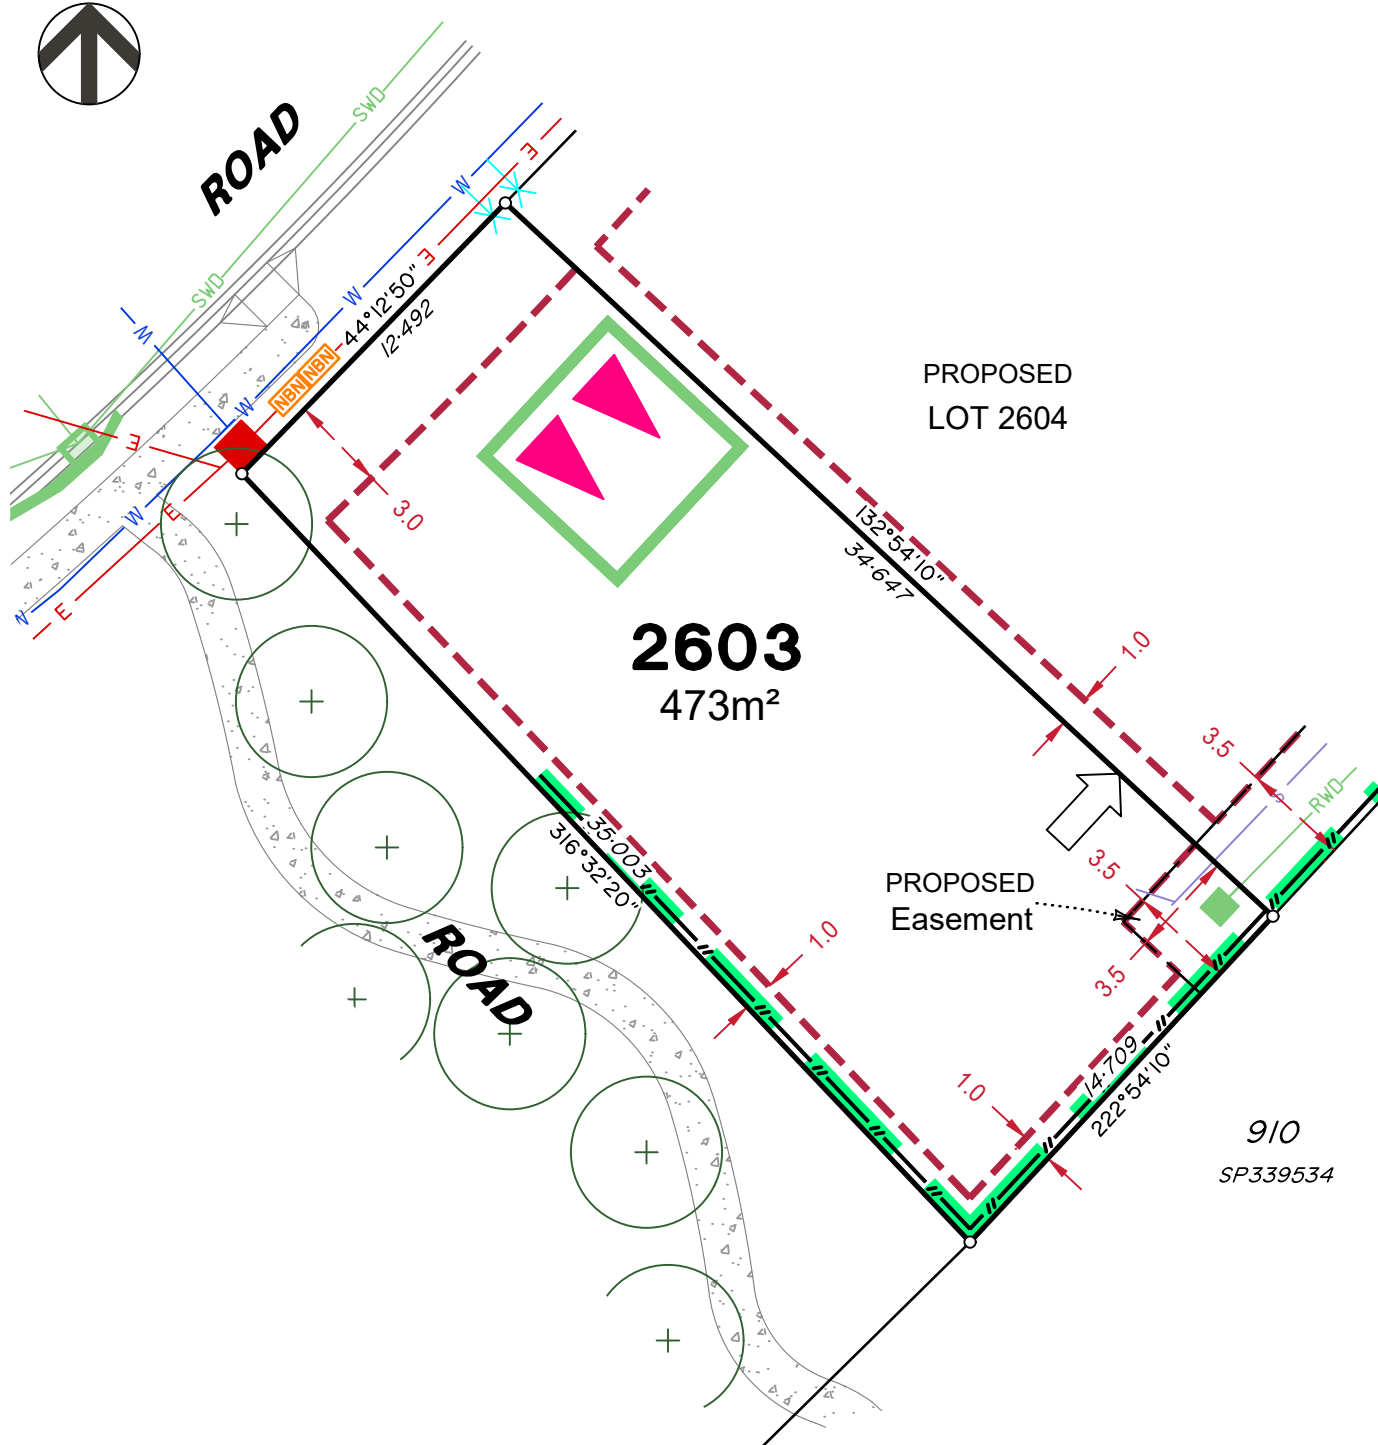 ROAD
SWD
SWD
W
E
W
E
W
44°12'50"
12·492
NBN
NBN
W
E
W
E
W
E
3.0
PROPOSED
LOT 2604
132°54'10"
34·647
2603
473m²
1.0
3.5
S
RWD
35·003
316°32'20"
3.5
PROPOSED
Easement
3.5
1.0
ROAD
14·709
222°54'10"
1.0
910
SP339534